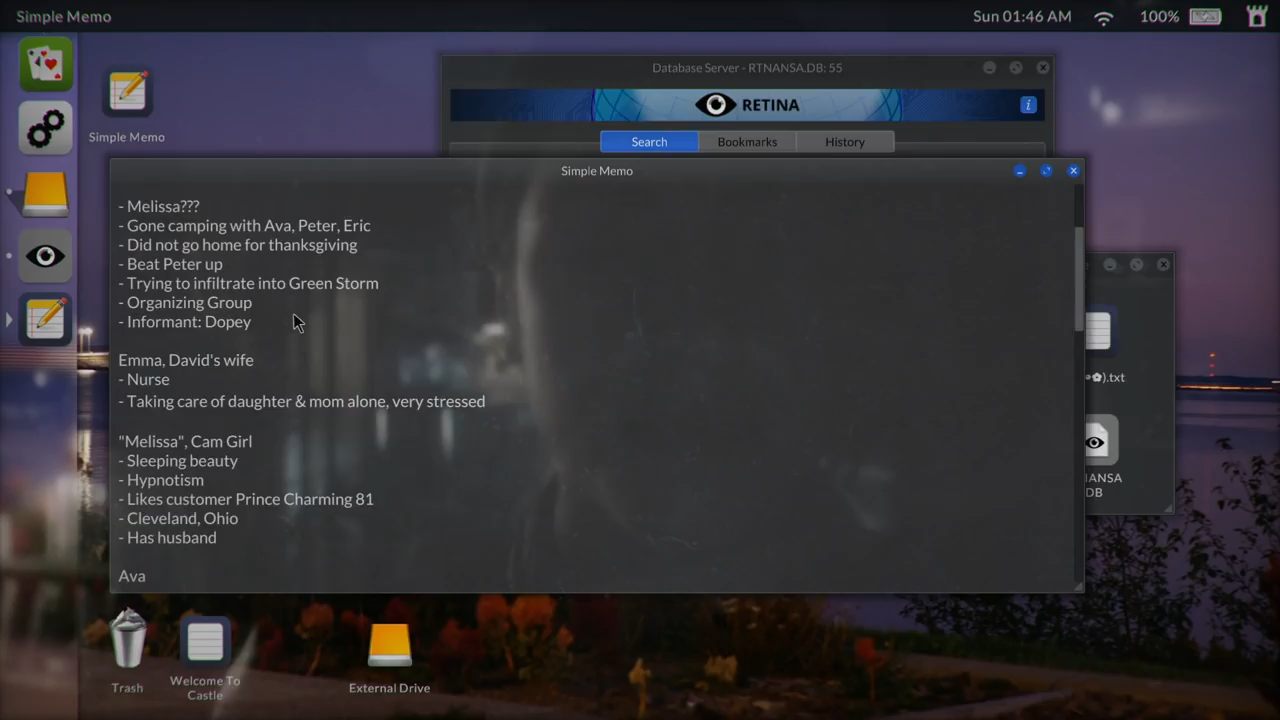 Simple Memo
Sun 01:46 AM
100%
Simple Memo
Database Server - RTNANSA.DB: 55
RETINA
i
Search
Bookmarks
History
Simple Memo
- Melissa???
- Gone camping with Ava, Peter, Eric
- Did not go home for thanksgiving
- Beat Peter up
- Trying to infiltrate into Green Storm
- Organizing Group
- Informant: Dopey
Emma, David's wife
- Nurse
- Taking care of daughter & mom alone, very stressed
"Melissa", Cam Girl
- Sleeping beauty
- Hypnotism
- Likes customer Prince Charming 81
- Cleveland, Ohio
- Has husband
Ava
✿).txt
ANSA
DB
Trash
Welcome To
Castle
External Drive